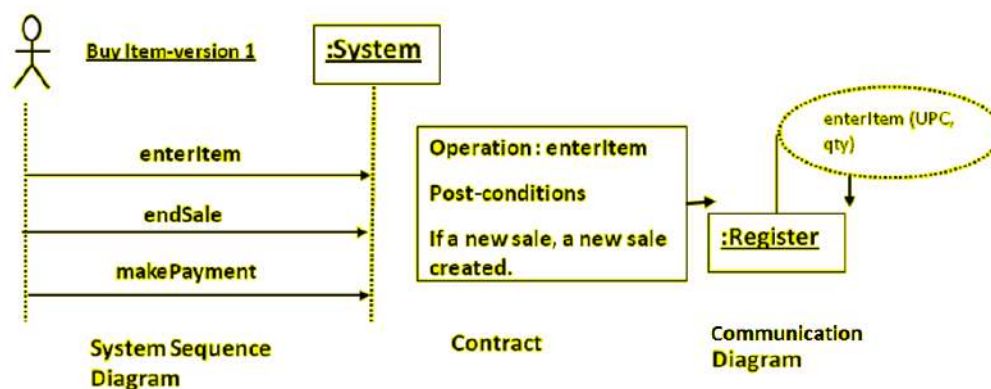 Buy Item-version 1
:System
enterItem
endSale
makePayment
System Sequence
Diagram
Operation : enterItem
Post-conditions
If a new sale, a new sale
created.
Contract
enterItem (UPC,
qty)
:Register
Communication
Diagram